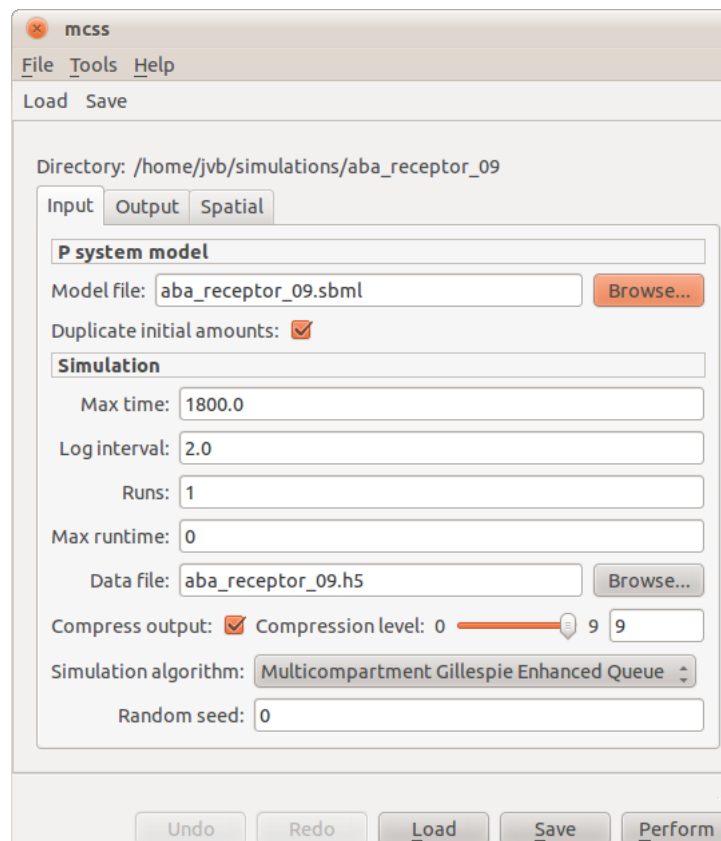 mcss
File Tools Help
Load Save
Directory: /home/jvb/simulations/aba_receptor_09
Input Output Spatial
P system model
Model file: aba_receptor_09.sbml Browse...
Duplicate initial amounts:
Simulation
Max time: 1800.0
Log interval: 2.0
Runs: 1
Max runtime: 0
Data file: aba_receptor_09.h5 Browse...
Compress output: Compression level: 0 9 9
Simulation algorithm: Multicompartment Gillespie Enhanced Queue
Random seed: 0
Undo Redo Load Save Perform